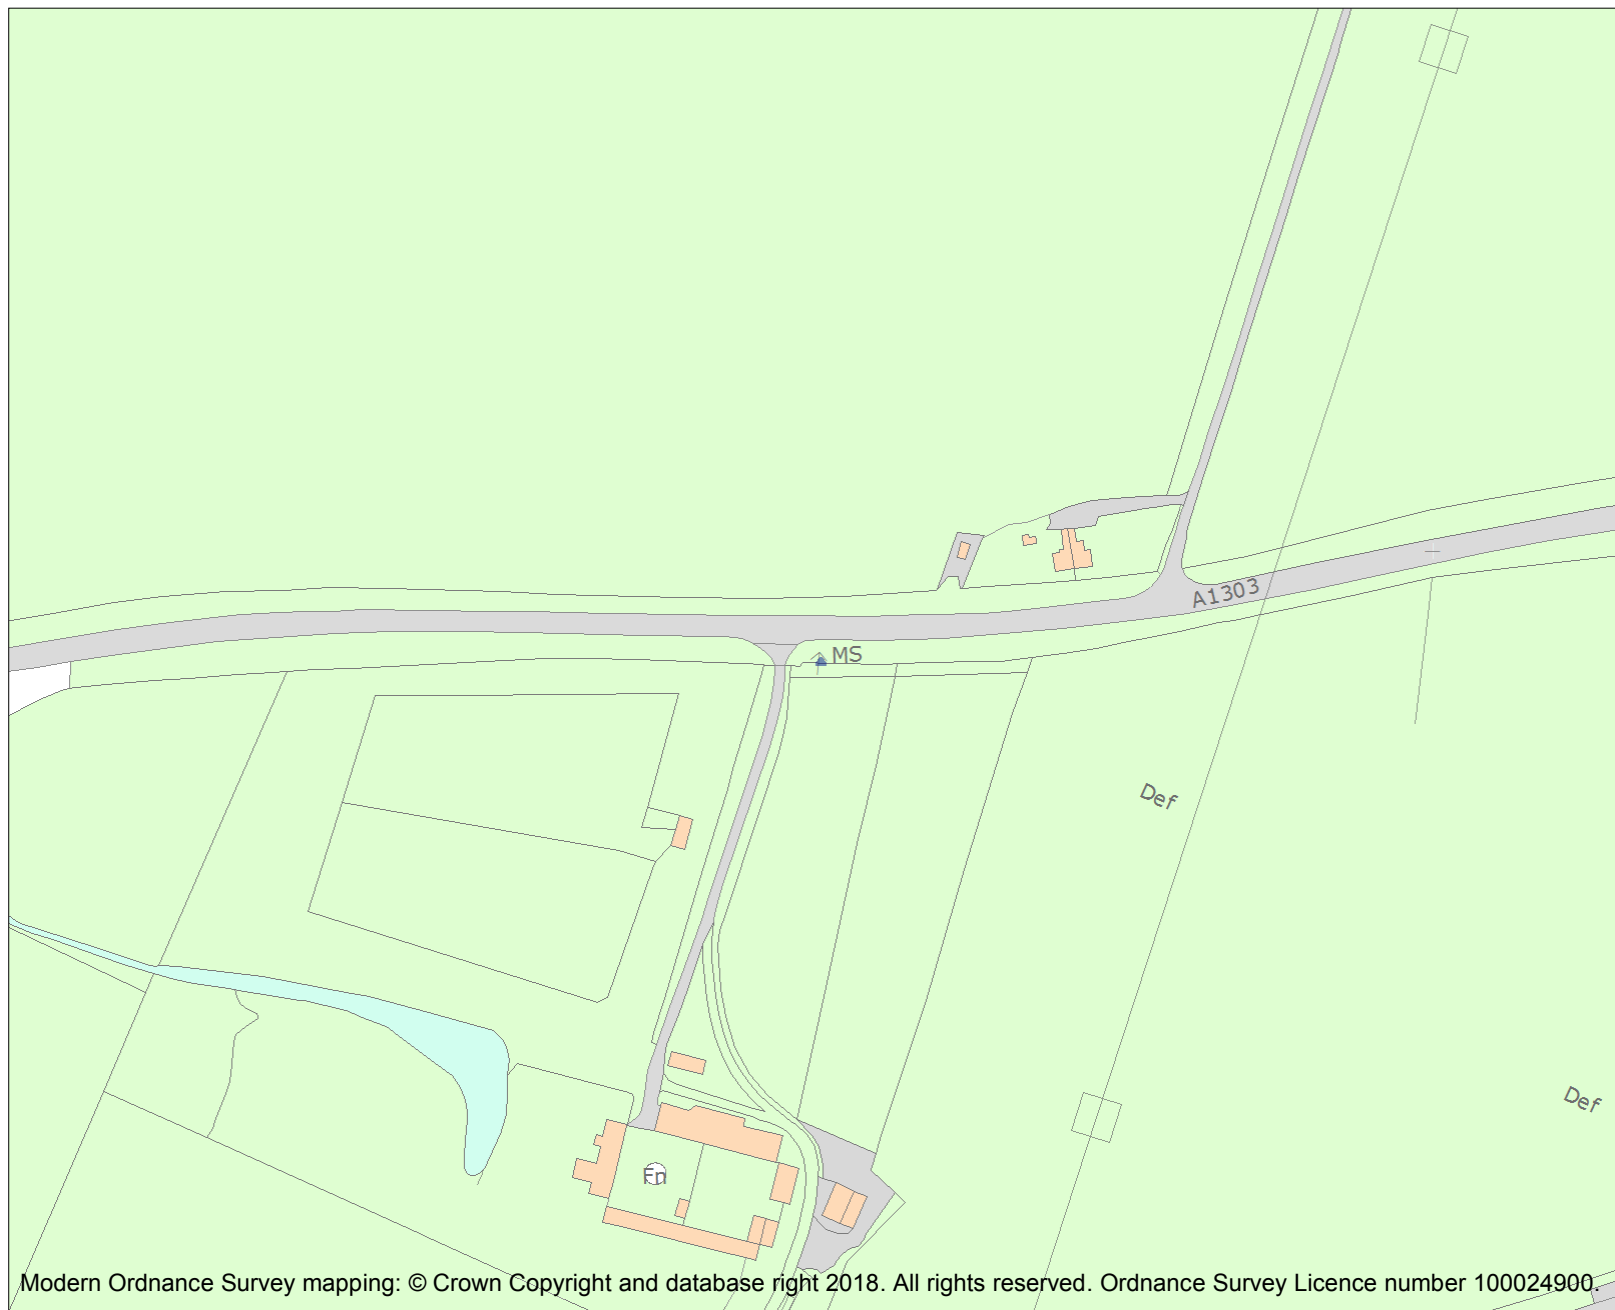 A1303
MS
Def
Def
Fn
Modern Ordnance Survey mapping: © Crown Copyright and database right 2018. All rights reserved. Ordnance Survey Licence number 100024900.